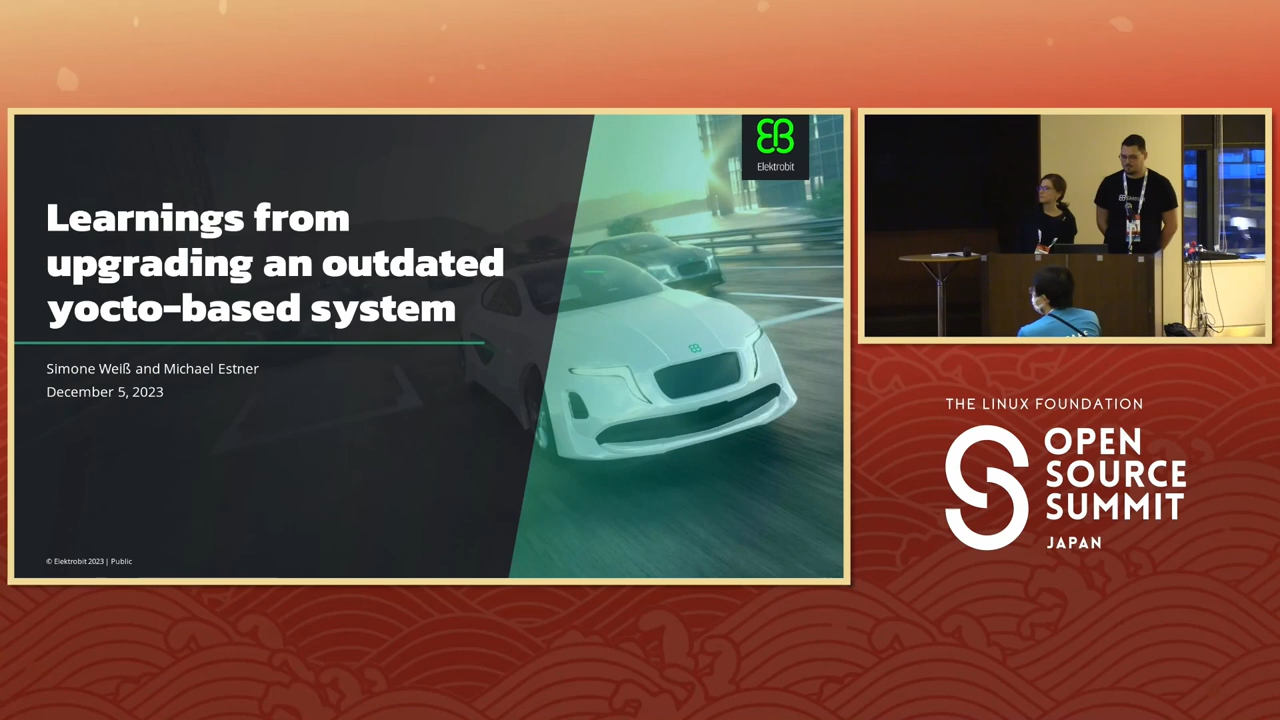 Elektrobit
Learnings from
upgrading an outdated
yocto-based system
Simone Weiß and Michael Estner
December 5, 2023
© Elektrobit 2023 | Public
THE LINUX FOUNDATION
OPEN
SOURCE
SUMMIT
JAPAN